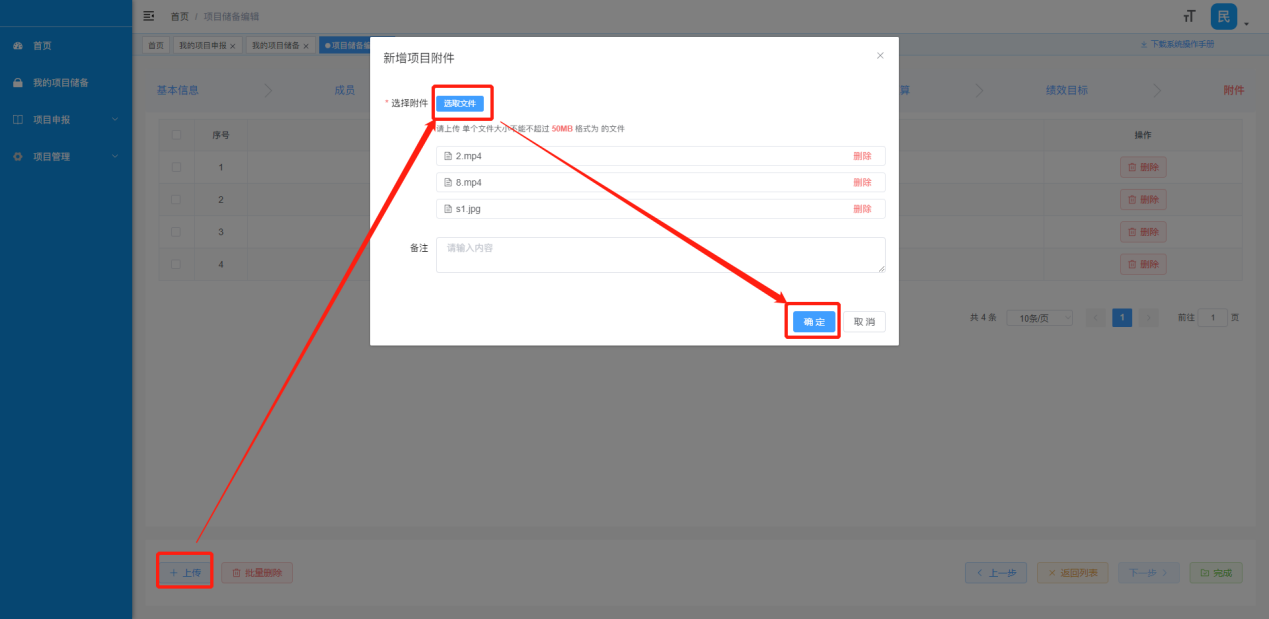 首页 / 项目储备编辑
тT
民
首页
我的项目储备
项目申报
项目管理
首页
我的项目申报 ×
我的项目储备 ×
项目储备编
下载系统操作手册
基本信息
成员
算
绩效目标
附件
序号
操作
1
删除
2
删除
3
删除
4
删除
新增项目附件
* 选择附件
选取文件
请上传 单个文件大小不能不超过 50MB 格式为 的文件
2.mp4
删除
8.mp4
删除
s1.jpg
删除
备注
请输入内容
确 定
取 消
共 4 条
10条/页
1
前往 1 页
上传
批量删除
上一步
返回列表
下一步
完成